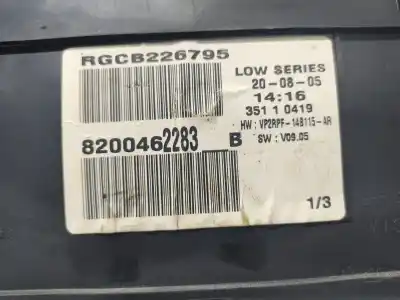 RGCB226795
LOW SERIES
20-08-05
14:16
351 1 0419
HW : VP2RPF-14B115-AR
8200462283__B
SW : V09.05
1/3